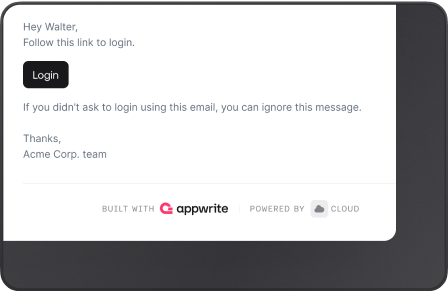 Hey Walter,
Follow this link to login.
Login
If you didn't ask to login using this email, you can ignore this message.
Thanks,
Acme Corp. team
BUILT WITH appwrite POWERED BY CLOUD